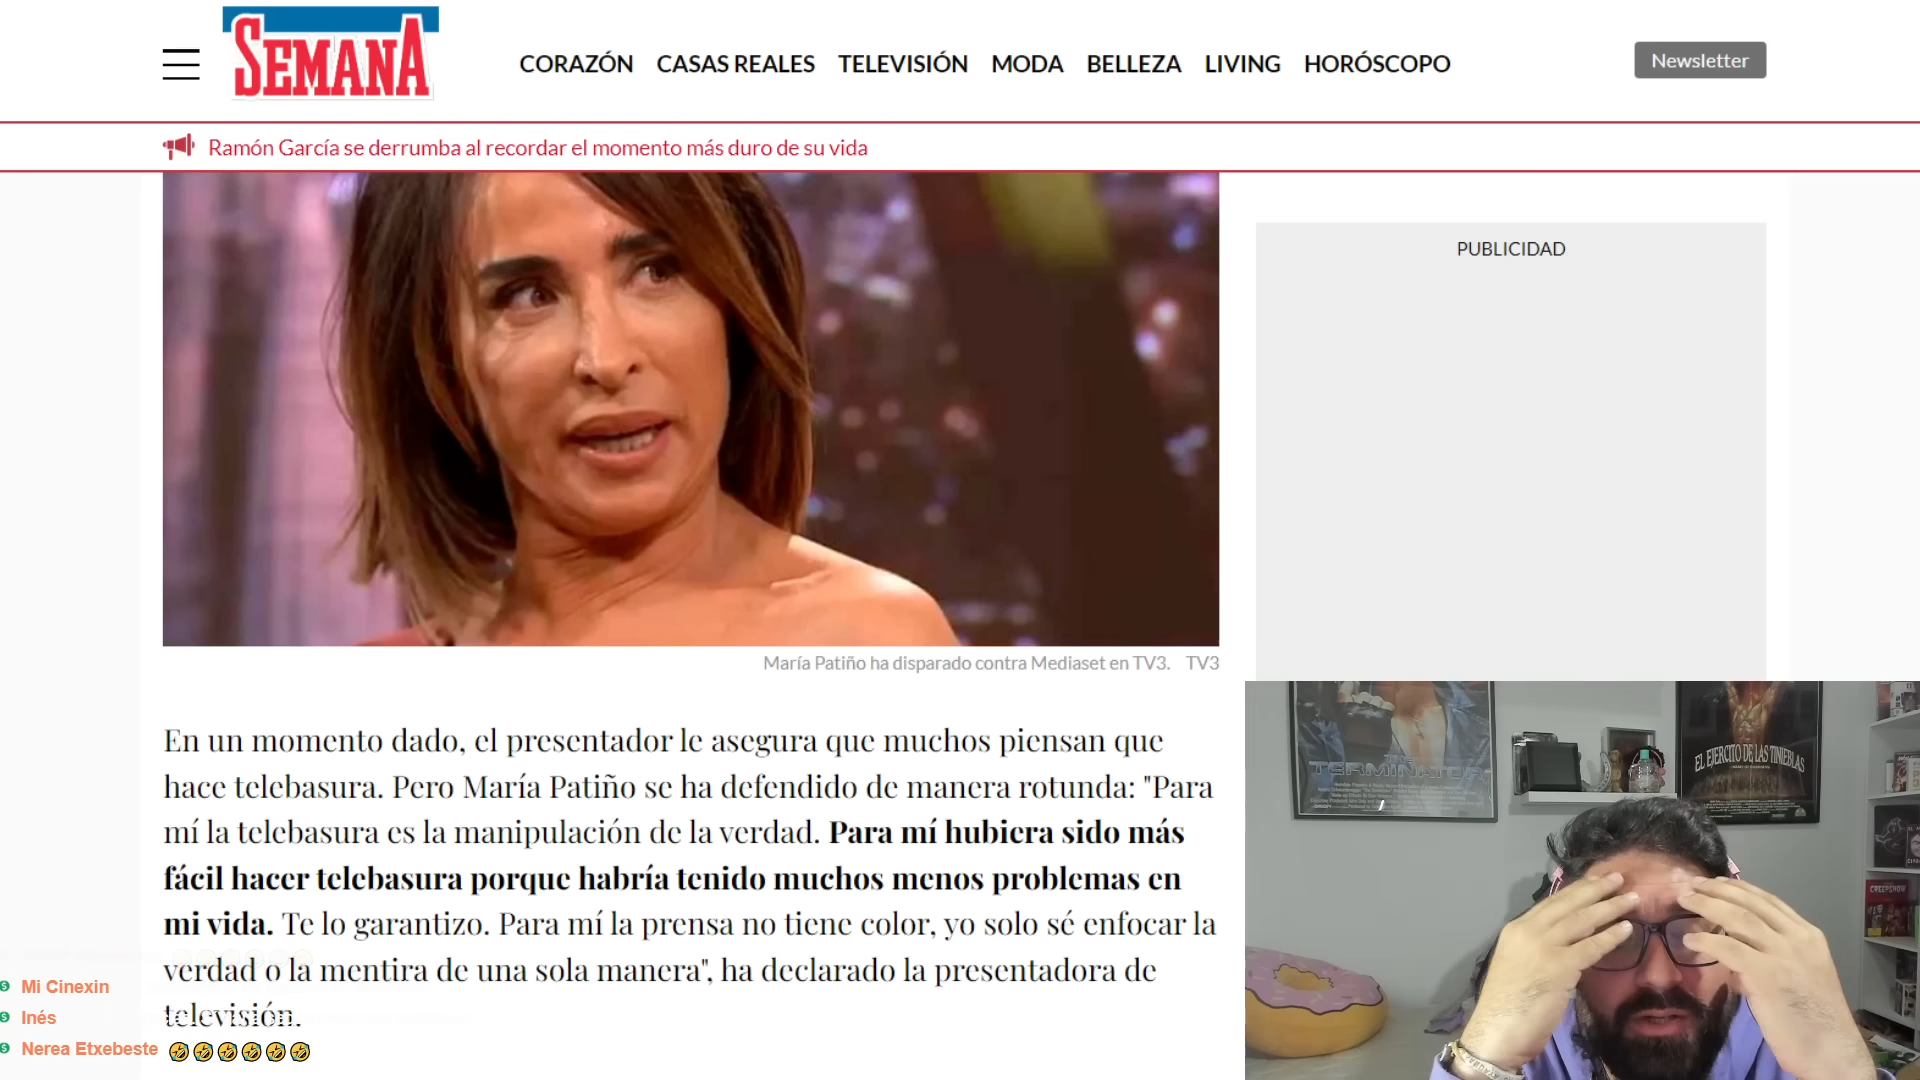 SEMANA
CORAZÓN CASAS REALES TELEVISIÓN MODA BELLEZA LIVING HORÓSCOPO
Newsletter
Ramón García se derrumba al recordar el momento más duro de su vida
PUBLICIDAD
María Patiño ha disparado contra Mediaset en TV3. TV3
En un momento dado, el presentador le asegura que muchos piensan que
hace telebasura. Pero María Patiño se ha defendido de manera rotunda: "Para
mí la telebasura es la manipulación de la verdad. Para mí hubiera sido más
fácil hacer telebasura porque habría tenido muchos menos problemas en
mi vida. Te lo garantizo. Para mí la prensa no tiene color, yo solo sé enfocar la
verdad o la mentira de una sola manera", ha declarado la presentadora de
televisión.
Mi Cinexin
Inés
Nerea Etxebeste 🤣🤣🤣🤣🤣🤣
TERMINATOR
EL EJERCITO DE LAS TINIEBLAS
CREEPSHOW